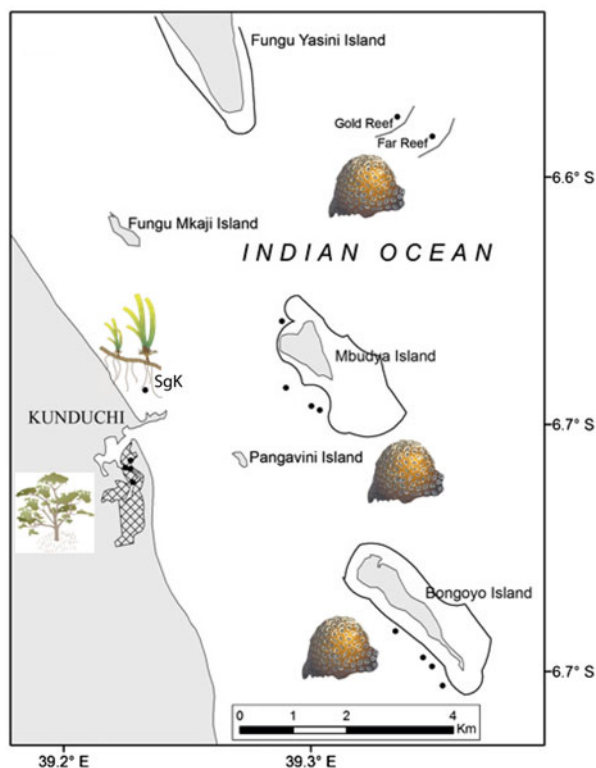 Fungu Yasini Island
Gold Reef
Far Reef
6.6° S
Fungu Mkaji Island
INDIAN OCEAN
SgK
Mbudya Island
KUNDUCHI
6.7° S
Pangavini Island
Bongoyo Island
6.7° S
0 1 2 4
Km
39.2° E 39.3° E